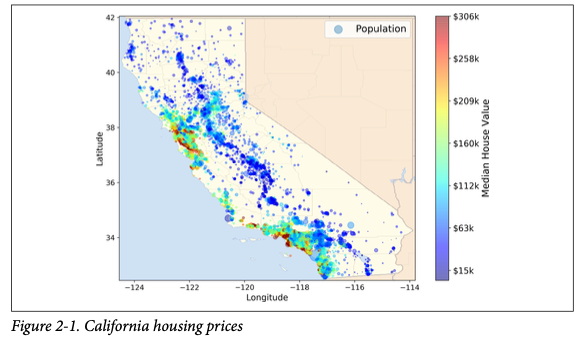 42
40
38
36
34
Latitude
−124
−122
−120
−118
−116
−114
Longitude
Population
$306k
$258k
$209k
$160k
$112k
$63k
$15k
Median House Value
Figure 2-1. California housing prices